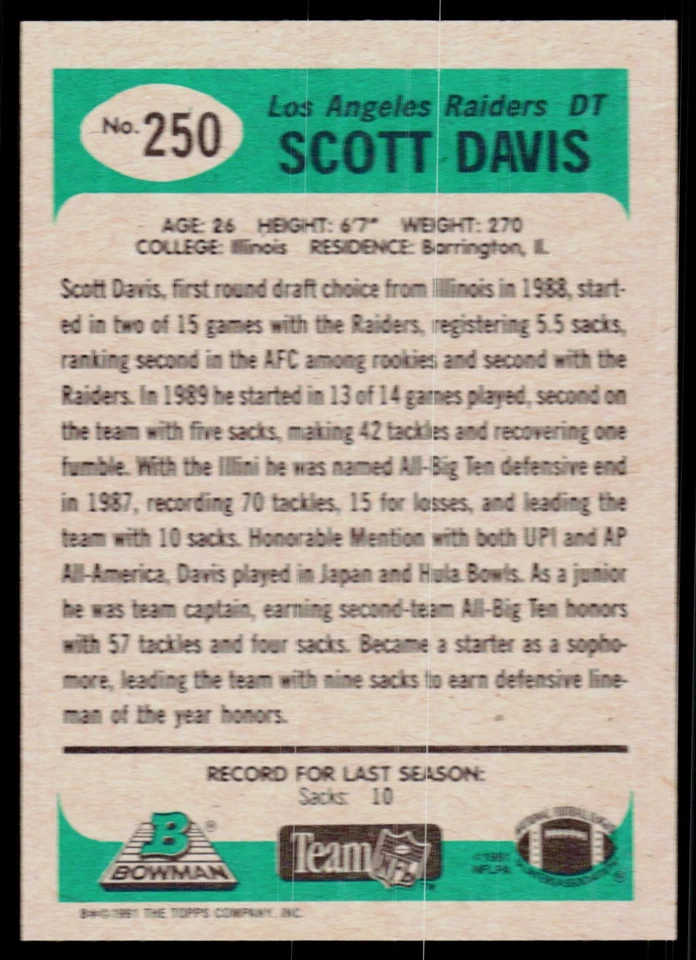 No. 250
Los Angeles Raiders DT
SCOTT DAVIS
AGE: 26 HEIGHT: 6'7" WEIGHT: 270
COLLEGE: Illinois RESIDENCE: Barrington, IL
Scott Davis, first round draft choice from Illinois in 1988, start-
ed in two of 15 games with the Raiders, registering 5.5 sacks,
ranking second in the AFC among rookies and second with the
Raiders. In 1989 he started in 13 of 14 games played, second on
the team with five sacks, making 42 tackles and recovering one
fumble. With the Illini he was named All-Big Ten defensive end
in 1987, recording 70 tackles, 15 for losses, and leading the
team with 10 sacks. Honorable Mention with both UPI and AP
All-America, Davis played in Japan and Hula Bowls. As a junior
he was team captain, earning second-team All-Big Ten honors
with 57 tackles and four sacks. Became a starter as a sopho-
more, leading the team with nine sacks to earn defensive line-
man of the year honors.
RECORD FOR LAST SEASON:
Sacks: 10
B®
BOWMAN
Team NFL™
©1991
NFLPA
NATIONAL FOOTBALL LEAGUE
PLAYERS ASSOCIATION ®
B®©1991 THE TOPPS COMPANY, INC.